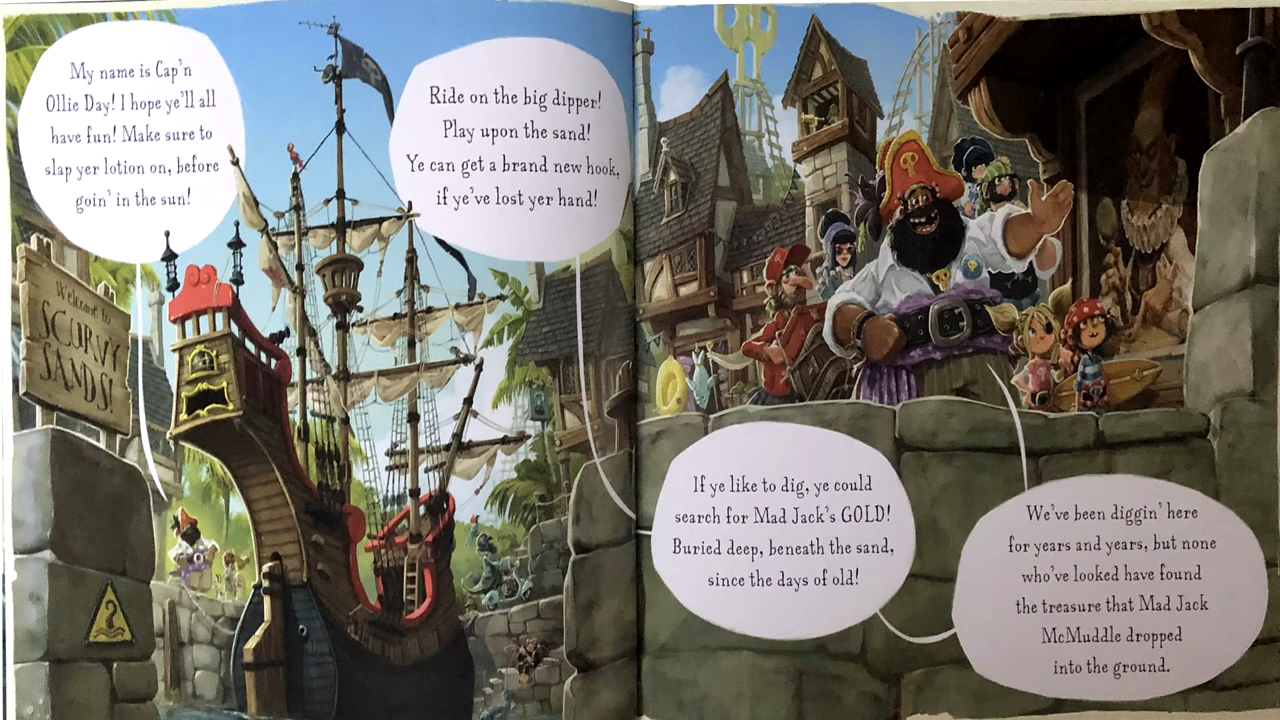 My name is Cap'n
Ollie Day! I hope ye'll all
have fun! Make sure to
slap yer lotion on, before
goin' in the sun!
Ride on the big dipper!
Play upon the sand!
Ye can get a brand new hook,
if ye've lost yer hand!
Welcome to
SCURVY
SANDS!
If ye like to dig, ye could
search for Mad Jack's GOLD!
Buried deep, beneath the sand,
since the days of old!
We've been diggin' here
for years and years, but none
who've looked have found
the treasure that Mad Jack
McMuddle dropped
into the ground.